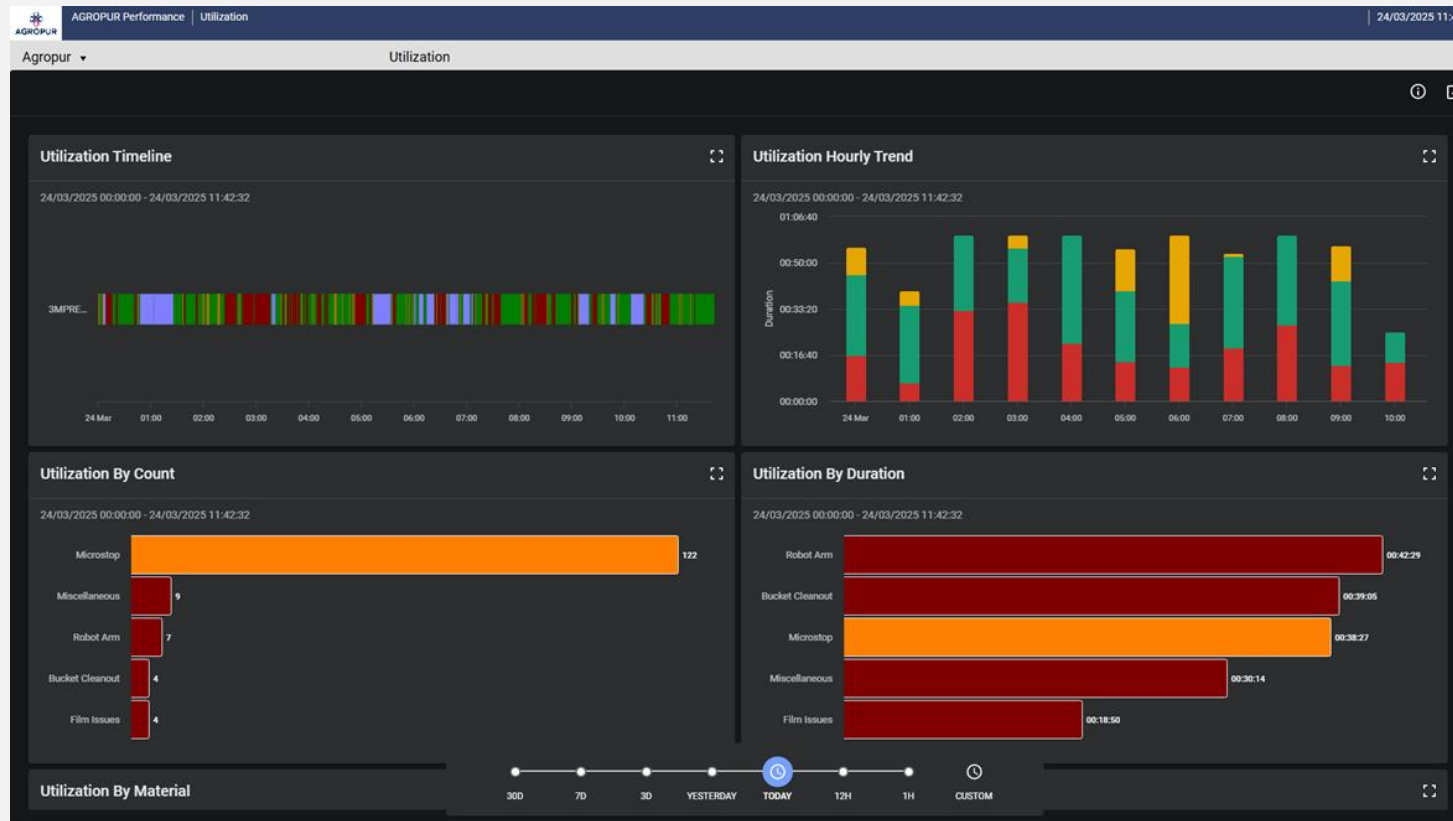 AGROPUR
AGROPUR Performance | Utilization
24/03/2025 11:4
Agropur
Utilization
Utilization Timeline
24/03/2025 00:00:00 - 24/03/2025 11:42:32
3MPRE...
24 Mar 01:00 02:00 03:00 04:00 05:00 06:00 07:00 08:00 09:00 10:00 11:00
Utilization Hourly Trend
24/03/2025 00:00:00 - 24/03/2025 11:42:32
Duration
01:06:40
00:50:00
00:33:20
00:16:40
00:00:00
24 Mar 01:00 02:00 03:00 04:00 05:00 06:00 07:00 08:00 09:00 10:00
Utilization By Count
24/03/2025 00:00:00 - 24/03/2025 11:42:32
Microstop 122
Miscellaneous 9
Robot Arm 7
Bucket Cleanout 4
Film Issues 4
Utilization By Duration
24/03/2025 00:00:00 - 24/03/2025 11:42:32
Robot Arm 00:42:29
Bucket Cleanout 00:39:05
Microstop 00:38:27
Miscellaneous 00:30:14
Film Issues 00:18:50
Utilization By Material
30D 7D 3D YESTERDAY TODAY 12H 1H CUSTOM